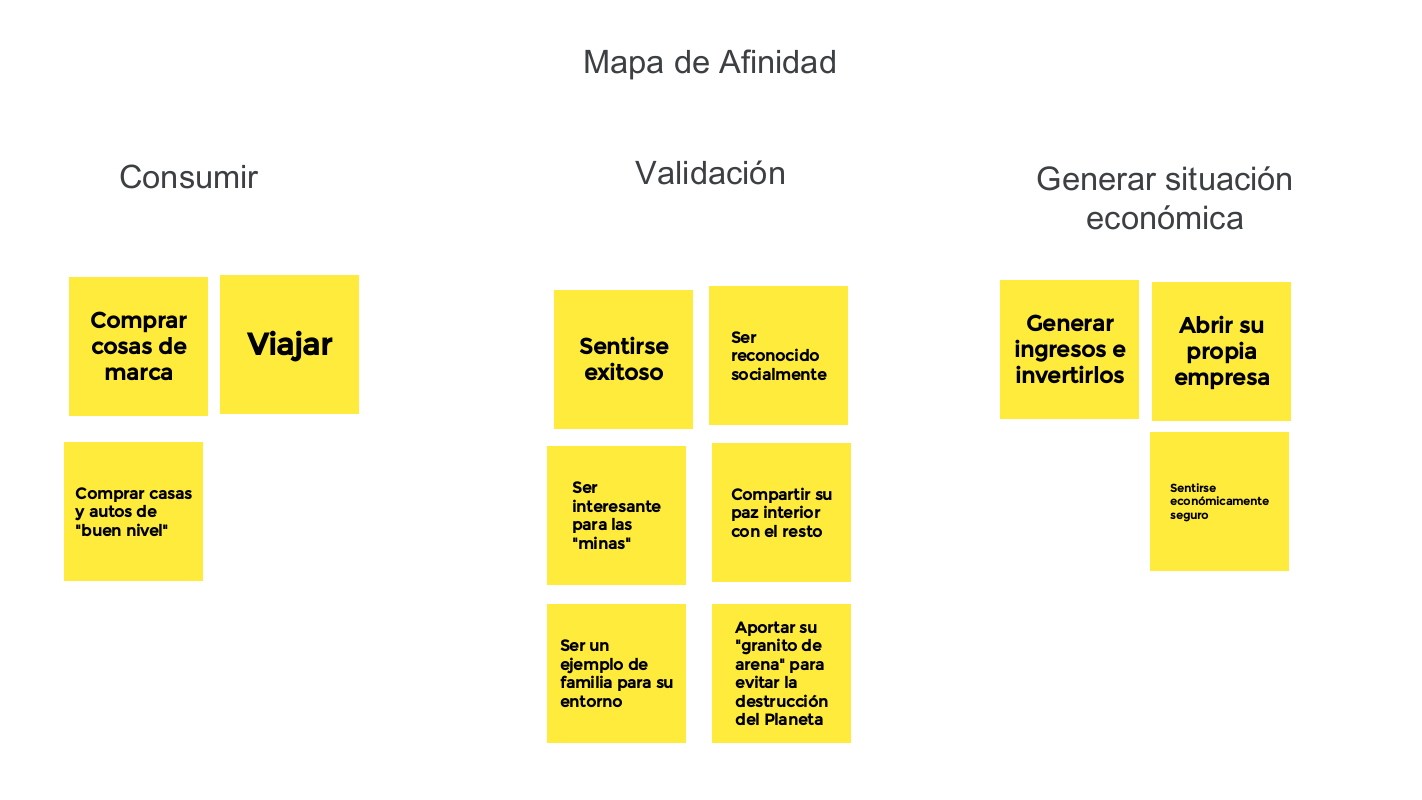 Mapa de Afinidad
Consumir
Comprar
cosas de
marca
Viajar
Comprar casas
y autos de
"buen nivel"
Validación
Sentirse
exitoso
Ser
reconocido
socialmente
Ser
interesante
para las
"minas"
Compartir su
paz interior
con el resto
Ser un
ejemplo de
familia para su
entorno
Aportar su
"granito de
arena" para
evitar la
destrucción
del Planeta
Generar situación
económica
Generar
ingresos e
invertirlos
Abrir su
propia
empresa
Sentirse
económicamente
seguro